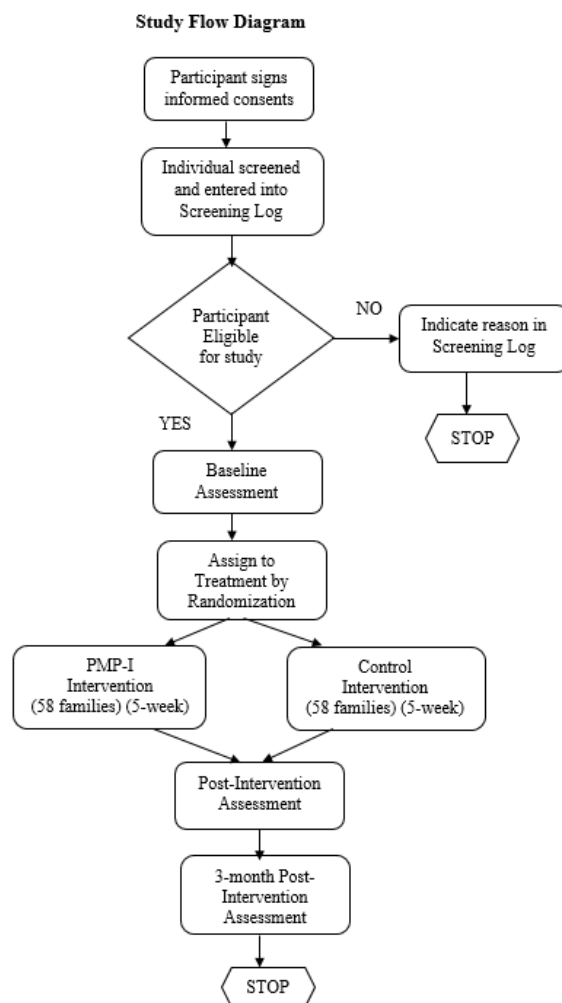 Study Flow Diagram
Participant signs
informed consents
Individual screened
and entered into
Screening Log
Participant
Eligible
for study
NO
Indicate reason in
Screening Log
STOP
YES
Baseline
Assessment
Assign to
Treatment by
Randomization
PMP-I
Intervention
(58 families) (5-week)
Control
Intervention
(58 families) (5-week)
Post-Intervention
Assessment
3-month Post-
Intervention
Assessment
STOP